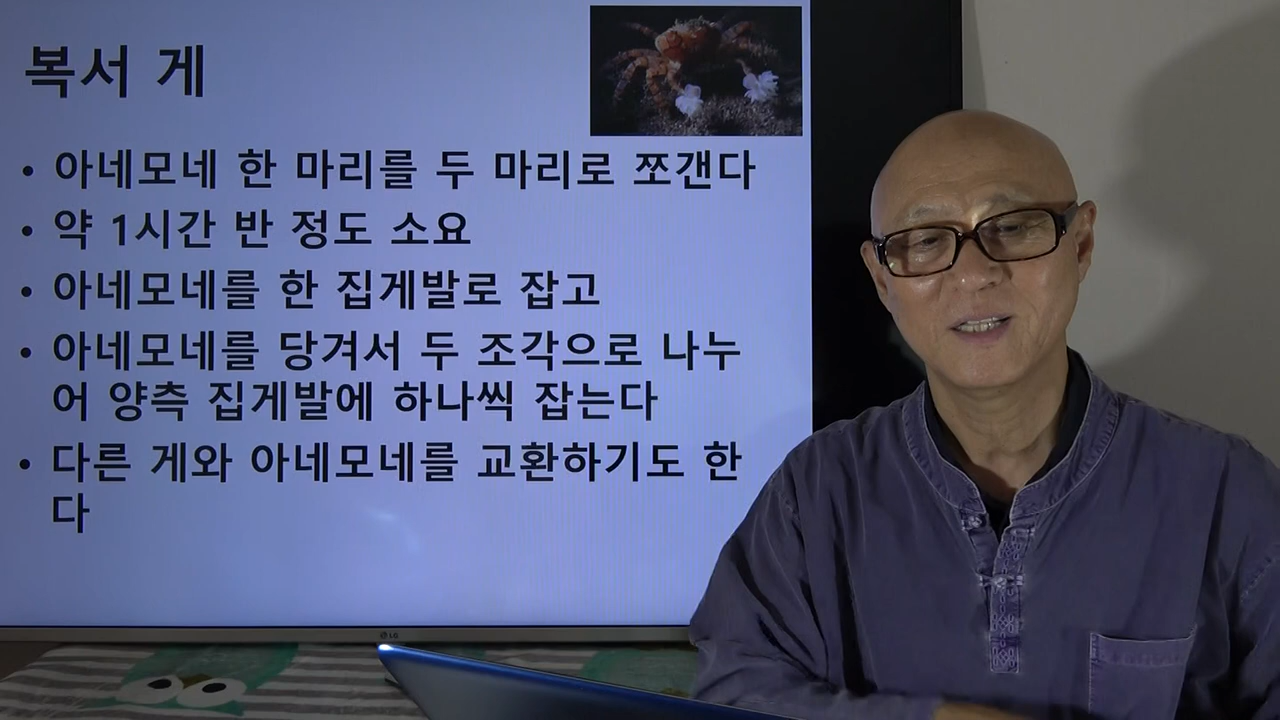 복서 게
• 아네모네 한 마리를 두 마리로 쪼갠다
• 약 1시간 반 정도 소요
• 아네모네를 한 집게발로 잡고
• 아네모네를 당겨서 두 조각으로 나누
어 양측 집게발에 하나씩 잡는다
• 다른 게와 아네모네를 교환하기도 한
다
LG